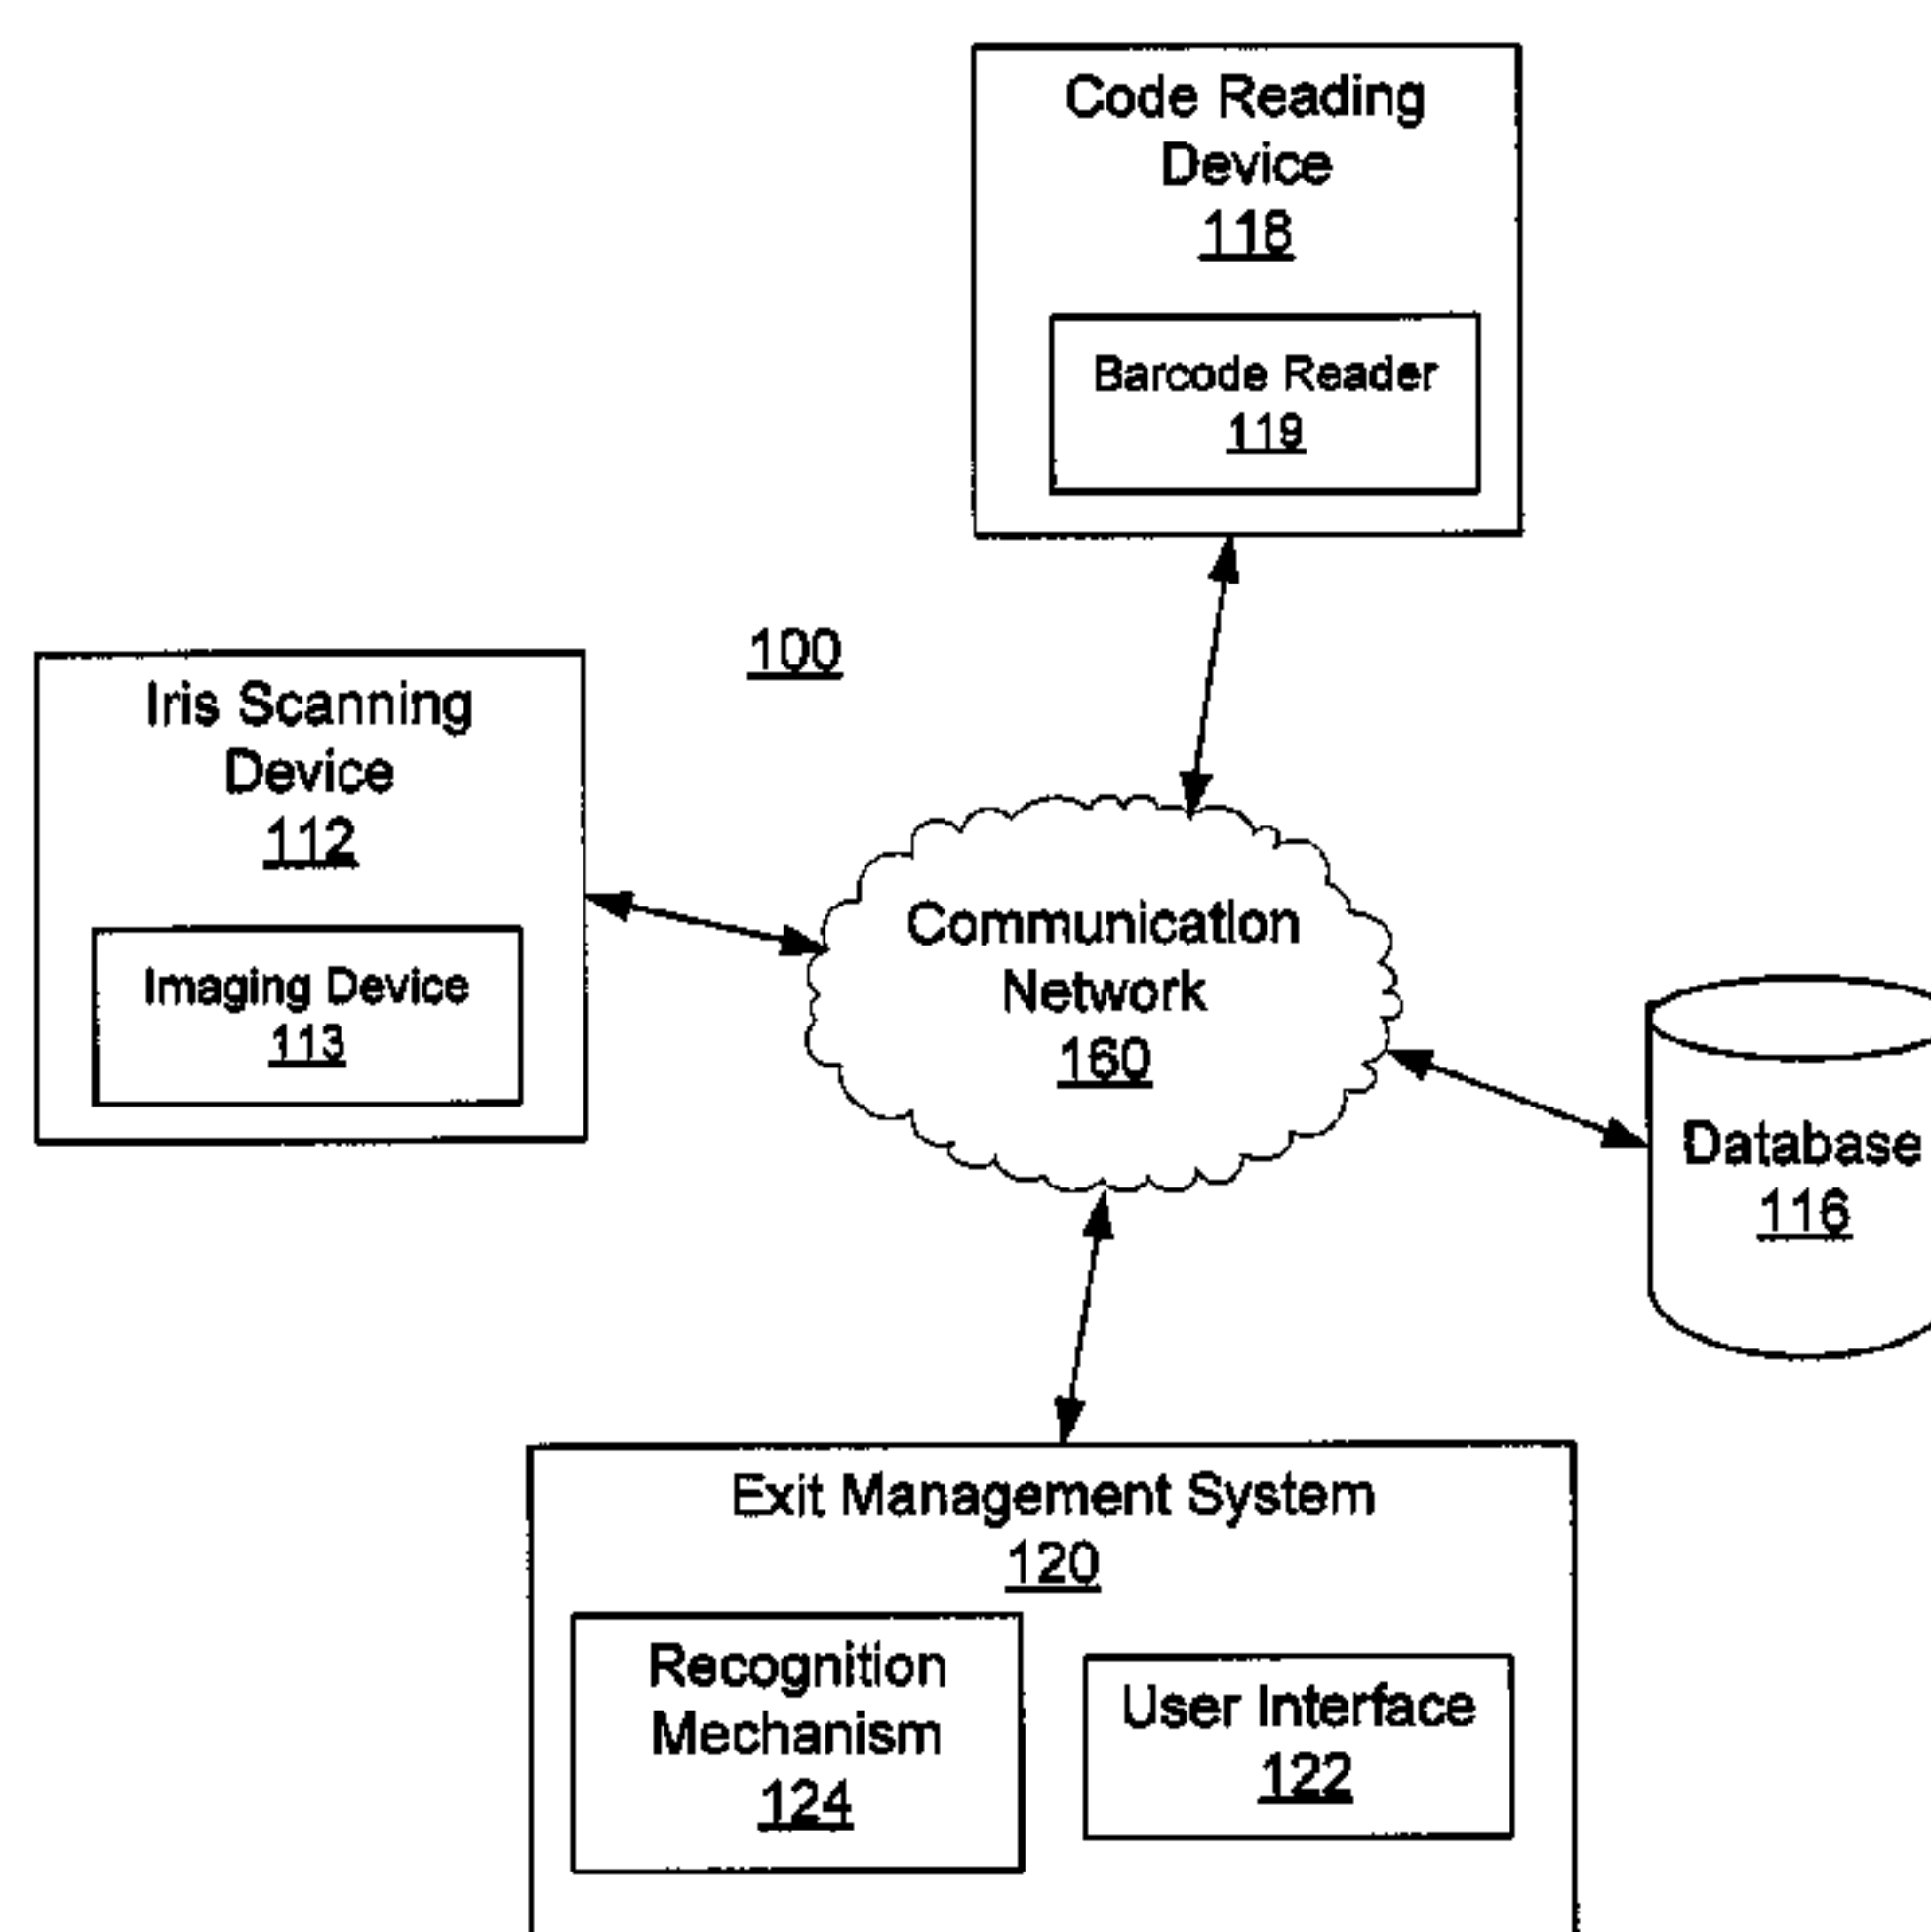 Code Reading
Device
118
Barcode Reader
119
100
Iris Scanning
Device
112
Imaging Device
113
Communication
Network
160
Database
116
Exit Management System
120
Recognition
Mechanism
124
User Interface
122